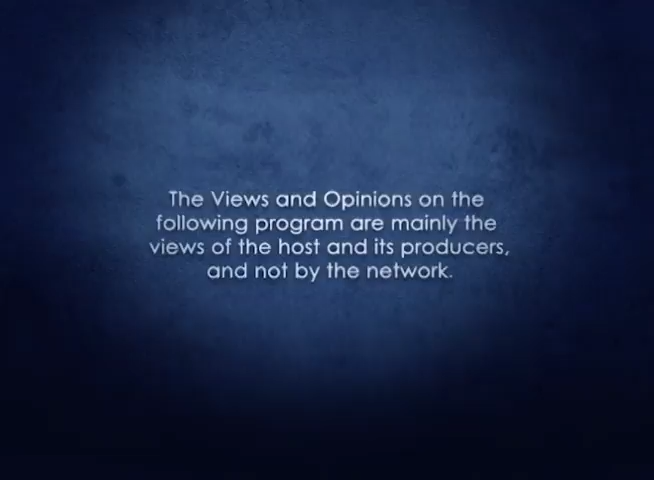 The Views and Opinions on the
following program are mainly the
views of the host and its producers,
and not by the network.